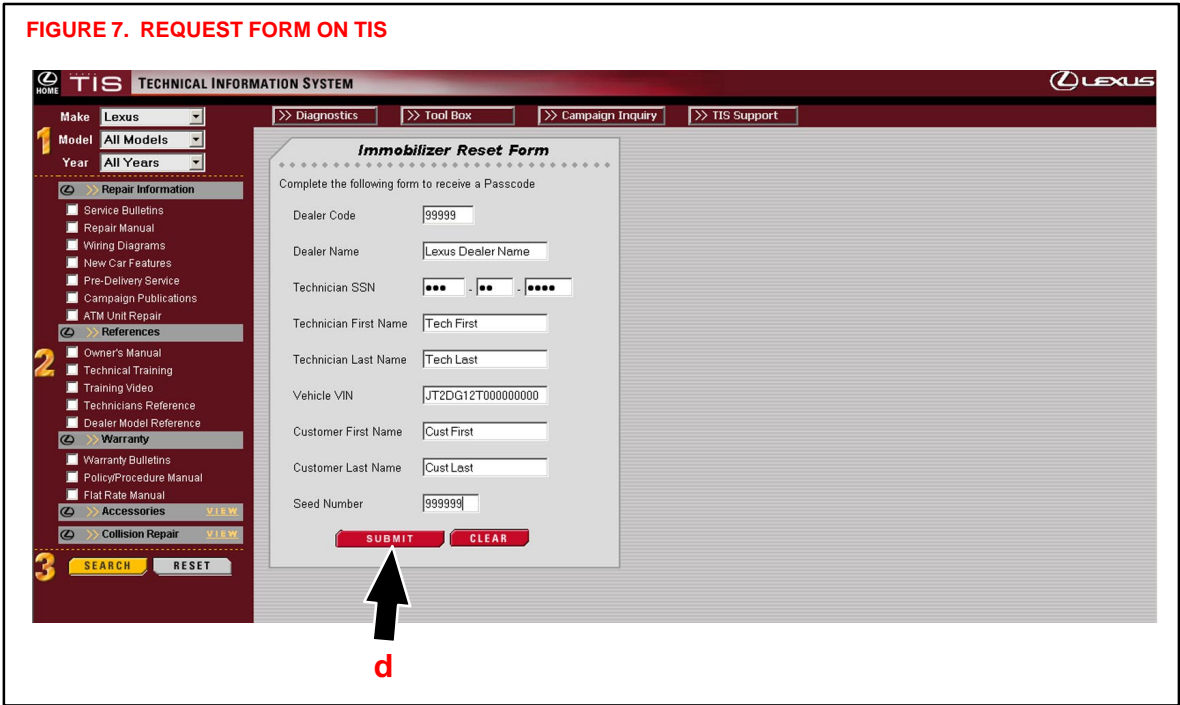 FIGURE 7. REQUEST FORM ON TIS
HOME TIS TECHNICAL INFORMATION SYSTEM LEXUS
Make Lexus
1 Model All Models
Year All Years
>> Diagnostics >> Tool Box >> Campaign Inquiry >> TIS Support
>> Repair Information
Service Bulletins
Repair Manual
Wiring Diagrams
New Car Features
Pre-Delivery Service
Campaign Publications
ATM Unit Repair
>> References
2
Owner's Manual
Technical Training
Training Video
Technicians Reference
Dealer Model Reference
>> Warranty
Warranty Bulletins
Policy/Procedure Manual
Flat Rate Manual
>> Accessories VIEW
>> Collision Repair VIEW
3 SEARCH RESET
Immobilizer Reset Form
Complete the following form to receive a Passcode
Dealer Code 99999
Dealer Name Lexus Dealer Name
Technician SSN ••• - •• - ••••
Technician First Name Tech First
Technician Last Name Tech Last
Vehicle VIN JT2DG12T000000000
Customer First Name Cust First
Customer Last Name Cust Last
Seed Number 999999
SUBMIT CLEAR
d